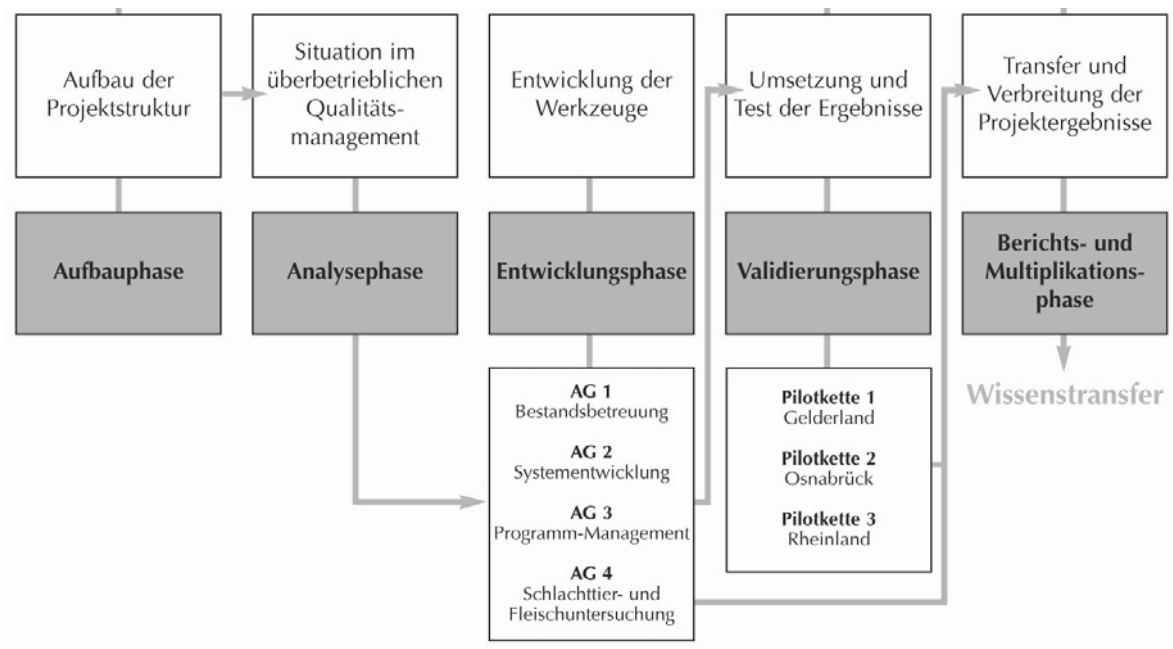 Aufbau der
Projektstruktur
Situation im
überbetrieblichen
Qualitäts-
management
Entwicklung der
Werkzeuge
Umsetzung und
Test der Ergebnisse
Transfer und
Verbreitung der
Projektergebnisse
Aufbauphase
Analysephase
Entwicklungsphase
Validierungsphase
Berichts- und
Multiplikations-
phase
AG 1
Bestandsbetreuung
AG 2
Systementwicklung
AG 3
Programm-Management
AG 4
Schlachttier- und
Fleischuntersuchung
Pilotkette 1
Gelderland
Pilotkette 2
Osnabrück
Pilotkette 3
Rheinland
Wissenstransfer